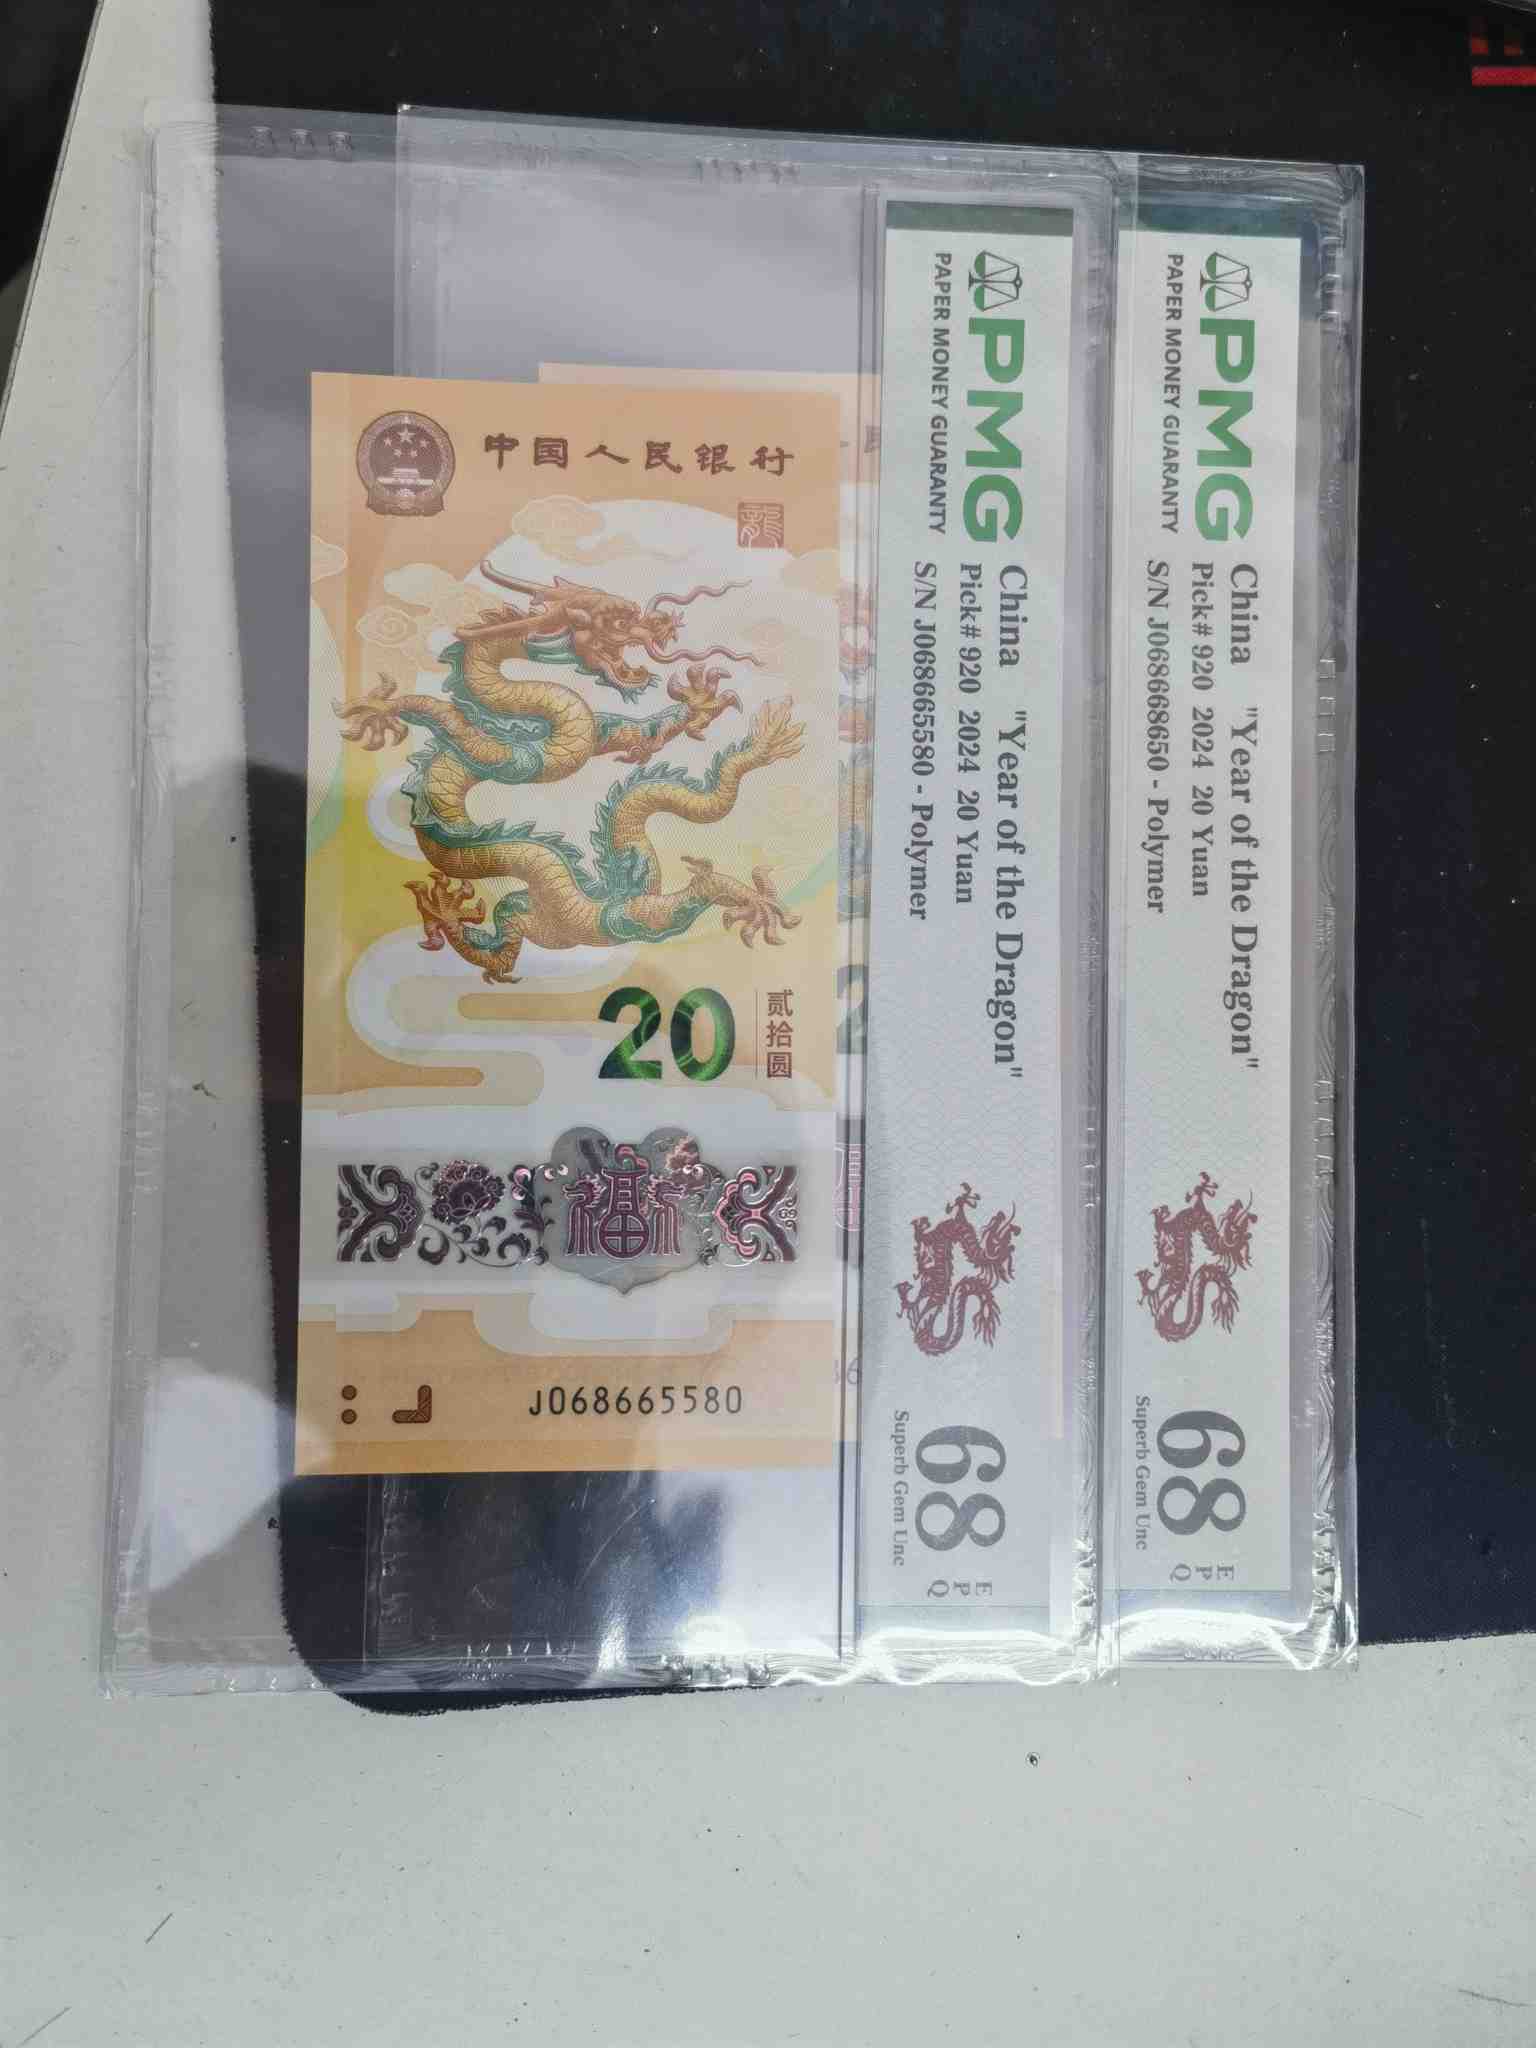 中国人民银行
龍
20
贰拾圆
福
J068665580
PMG
PAPER MONEY GUARANTY
China "Year of the Dragon"
Pick# 920 2024 20 Yuan
S/N J068665580 - Polymer
68
EPQ
Superb Gem Unc
PMG
PAPER MONEY GUARANTY
China "Year of the Dragon"
Pick# 920 2024 20 Yuan
S/N J068668650 - Polymer
68
EPQ
Superb Gem Unc